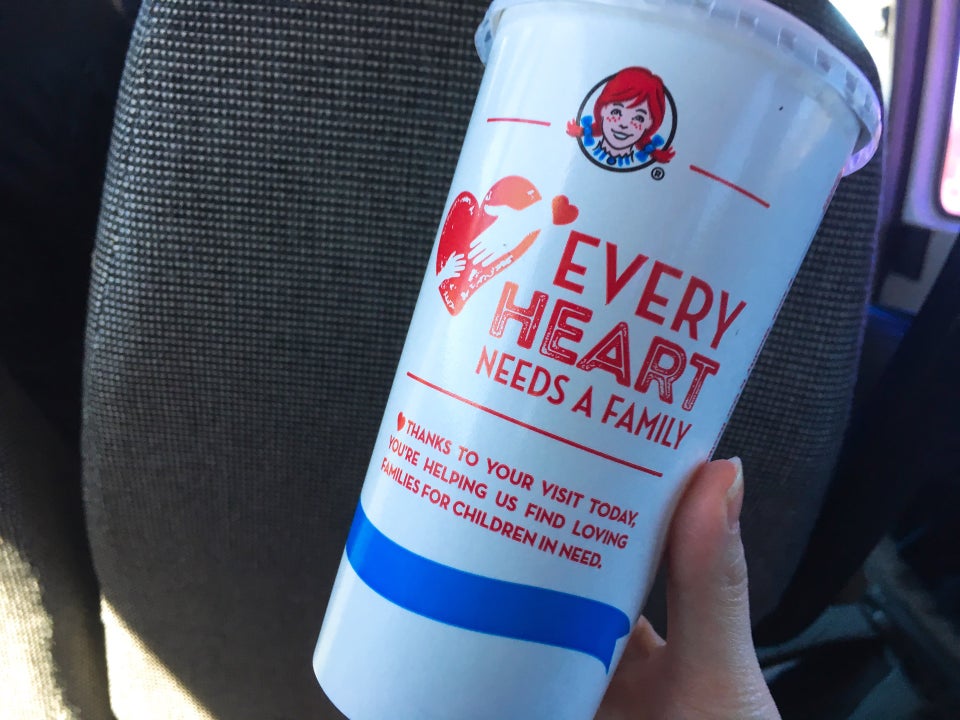 ®
EVERY
HEART
NEEDS A FAMILY
THANKS TO YOUR VISIT TODAY,
YOU'RE HELPING US FIND LOVING
FAMILIES FOR CHILDREN IN NEED.